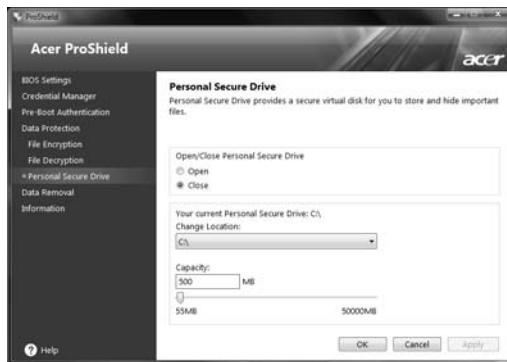 ProShield
Acer ProShield
acer
BIOS Settings
Credential Manager
Pre-Boot Authentication
Data Protection
File Encryption
File Decryption
Personal Secure Drive
Data Removal
Information
Help
Personal Secure Drive
Personal Secure Drive provides a secure virtual disk for you to store and hide important
files.
Open/Close Personal Secure Drive
Open
Close
Your current Personal Secure Drive: C:\,
Change Location:
C:\,
Capacity:
500 MB
55MB 50000MB
OK Cancel Apply